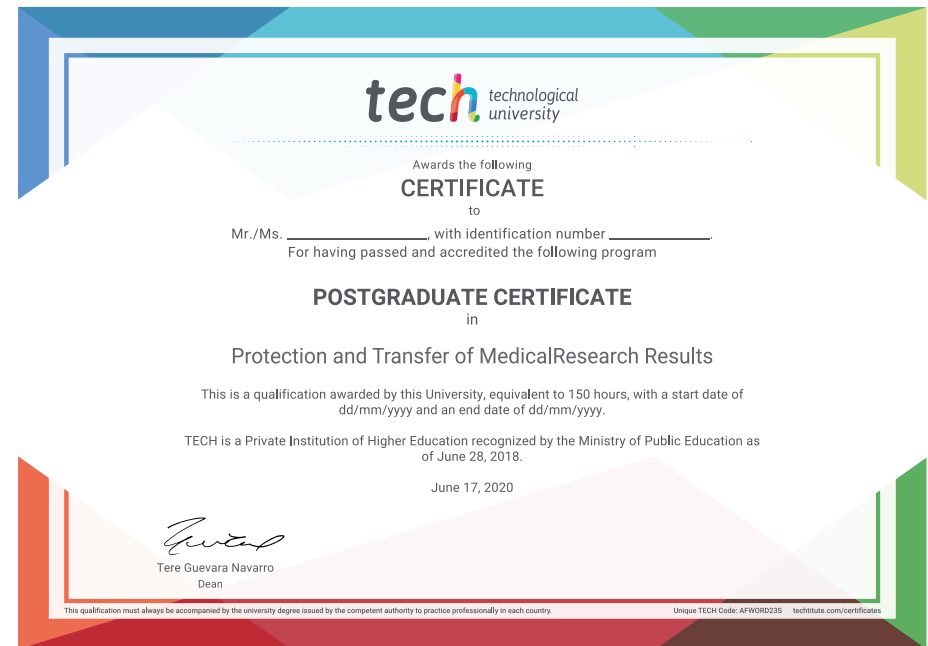 tech technological
university
Awards the following
CERTIFICATE
to
Mr./Ms. ____________________, with identification number ______________.
For having passed and accredited the following program
POSTGRADUATE CERTIFICATE
in
Protection and Transfer of MedicalResearch Results
This is a qualification awarded by this University, equivalent to 150 hours, with a start date of
dd/mm/yyyy and an end date of dd/mm/yyyy.
TECH is a Private Institution of Higher Education recognized by the Ministry of Public Education as
of June 28, 2018.
June 17, 2020
Tere Guevara Navarro
Dean
This qualification must always be accompanied by the university degree issued by the competent authority to practice professionally in each country.
Unique TECH Code: AFWORD23S techtitute.com/certificates